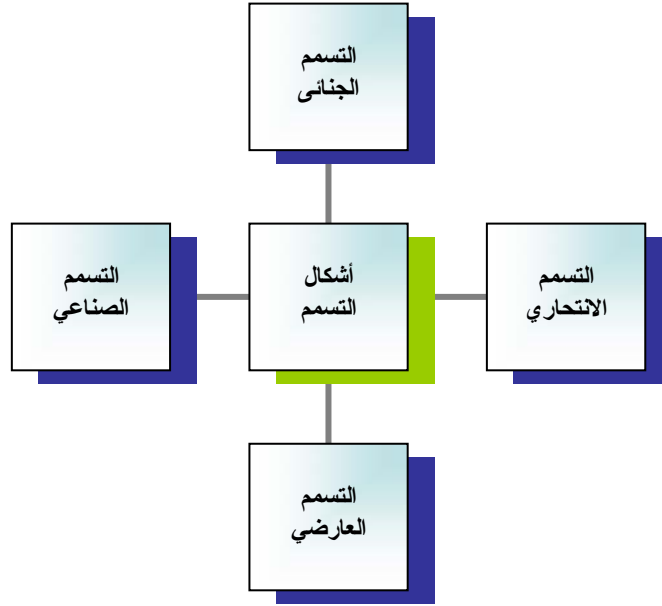 التسمم
الجنائى
أشكال
التسمم
التسمم
الانتحاري
التسمم
الصناعي
التسمم
العارضي